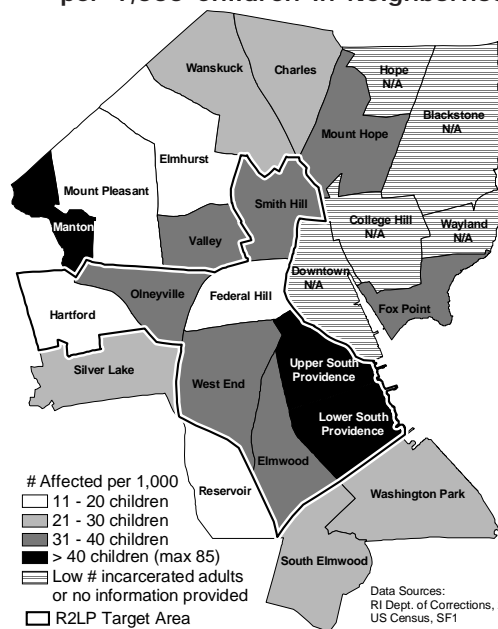 per 1,000 children in Neighborhood
Wanskuck
Charles
Hope
N/A
Blackstone
N/A
Mount Hope
Elmhurst
Mount Pleasant
Smith Hill
Manton
Valley
College Hill
N/A
Wayland
N/A
Downtown
N/A
Olneyville
Federal Hill
Hartford
Fox Point
Silver Lake
West End
Upper South
Providence
Lower South
Providence
Elmwood
Reservoir
Washington Park
South Elmwood
# Affected per 1,000
11 - 20 children
21 - 30 children
31 - 40 children
> 40 children (max 85)
Low # incarcerated adults
or no information provided
R2LP Target Area
Data Sources:
RI Dept. of Corrections,
US Census, SF1